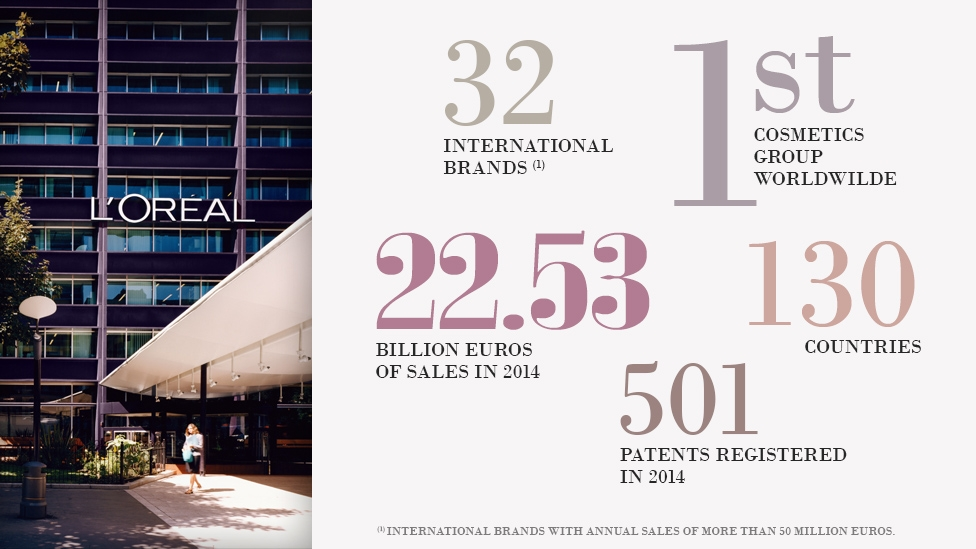 L'ORÉAL
32
INTERNATIONAL
BRANDS (1)
1st
COSMETICS
GROUP
WORLDWILDE
22.53
BILLION EUROS
OF SALES IN 2014
130
COUNTRIES
501
PATENTS REGISTERED
IN 2014
(1) INTERNATIONAL BRANDS WITH ANNUAL SALES OF MORE THAN 50 MILLION EUROS.